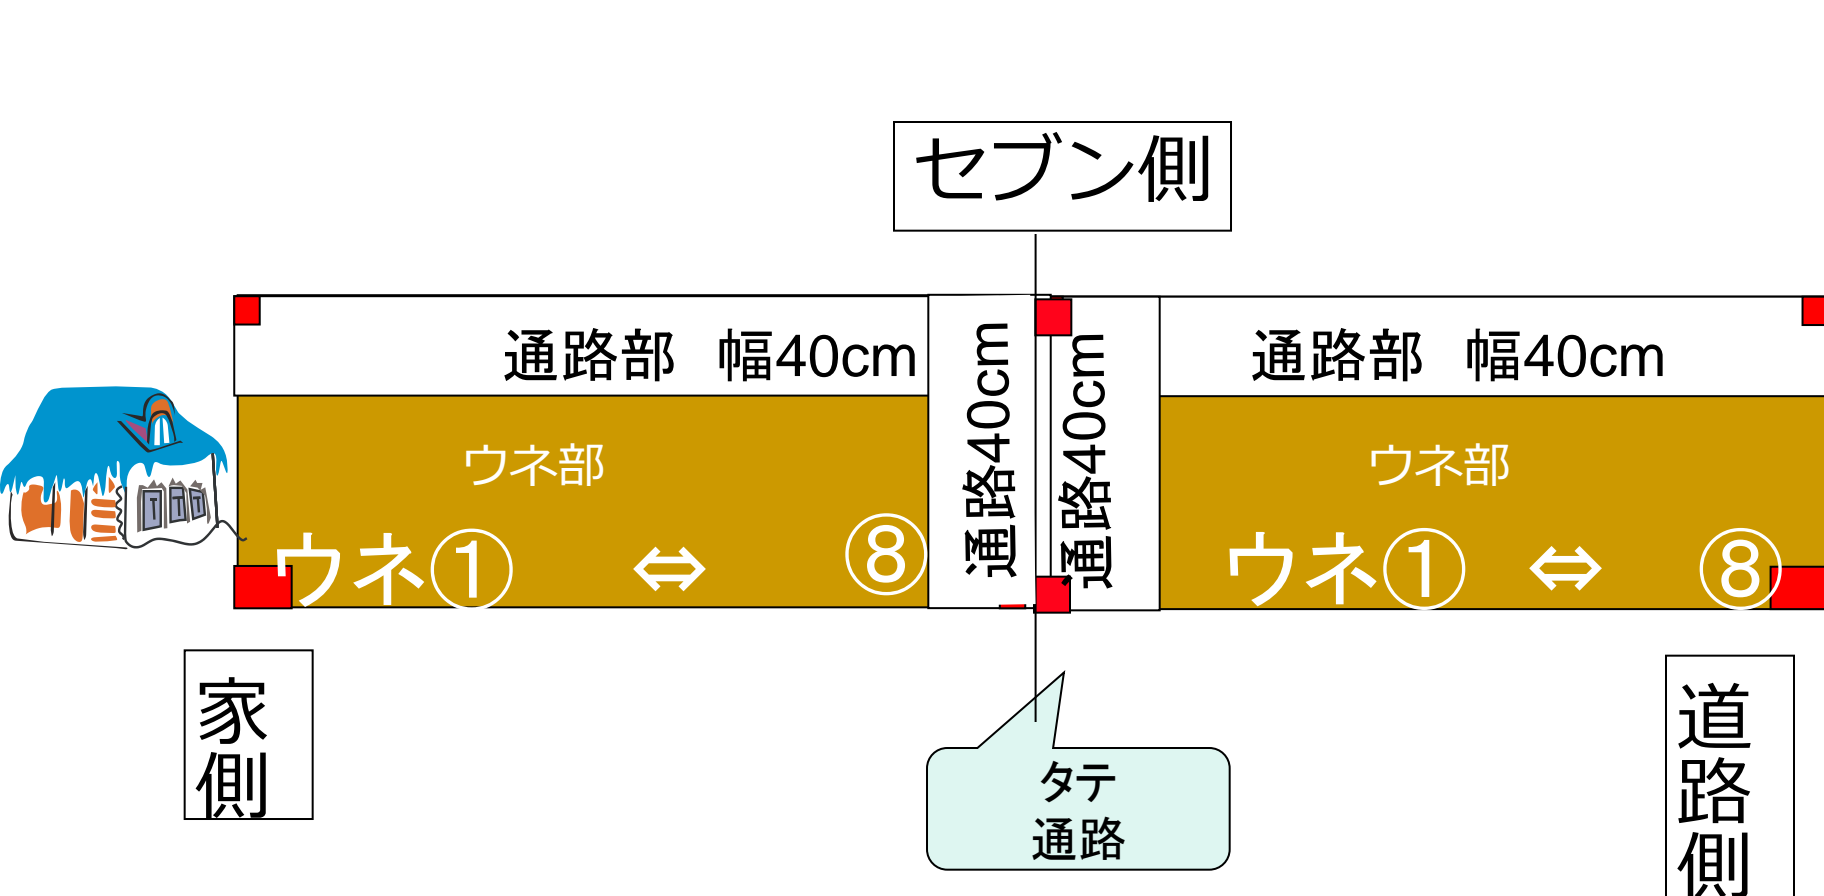 セブン側
通路部　幅40cm
通路40cm
通路40cm
通路部　幅40cm
ウネ部
ウネ部
ウネ①　⇔　⑧
ウネ①　⇔　⑧
家側
道路側
タテ
通路